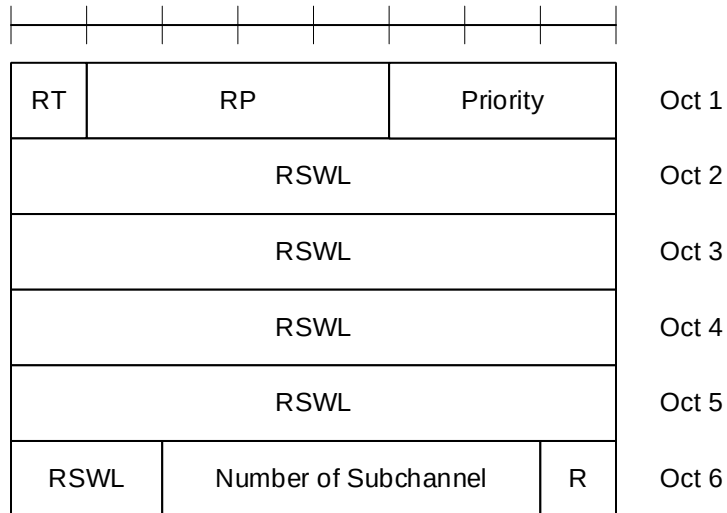 RT RP Priority Oct 1
RSWL Oct 2
RSWL Oct 3
RSWL Oct 4
RSWL Oct 5
RSWL Number of Subchannel R Oct 6